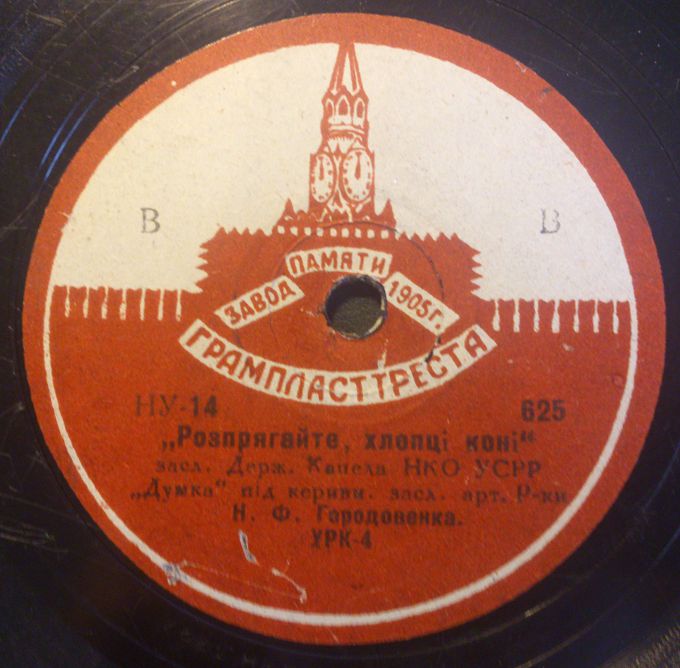 В В
ПАМЯТИ
ЗАВОД 1905 г.
ГРАМПЛАСТТРЕСТА
НУ-14 625
„Розпрягайте, хлопці коні“
засл. Держ. Капела НКО УСРР
„Думка“ під керивн. засл. арт. Р-ки
Н. Ф. Городовенка.
УРК-4